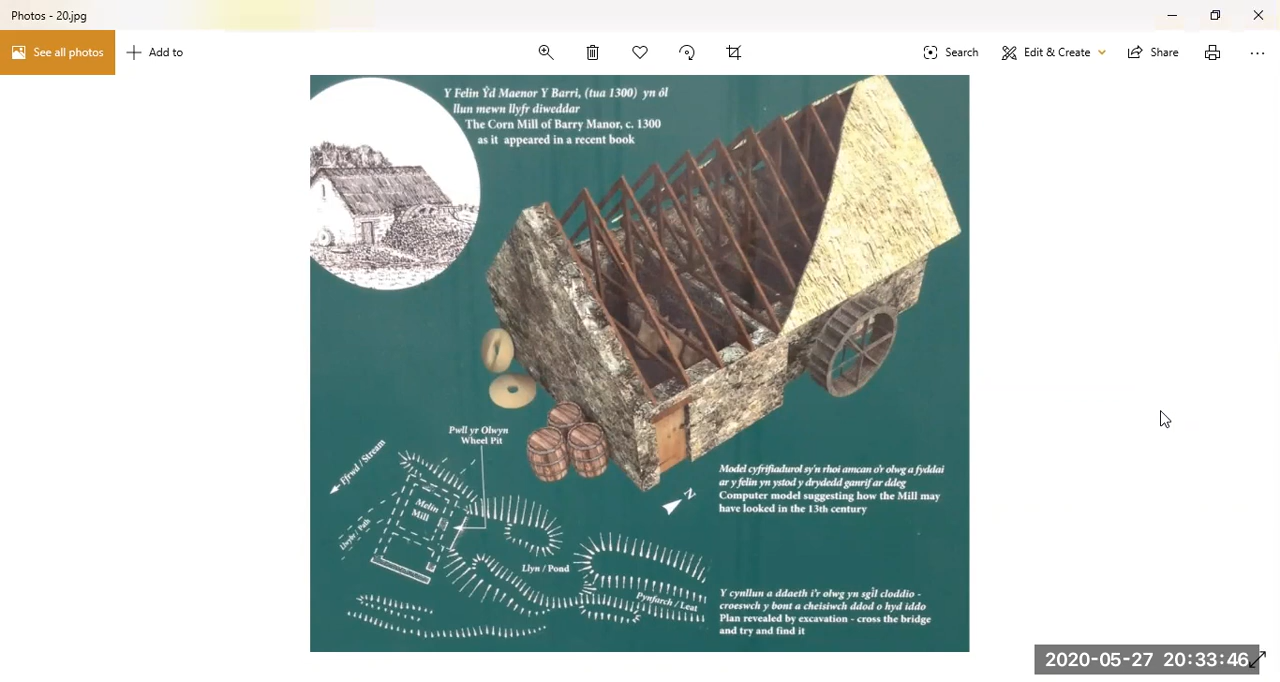 Photos - 20.jpg
See all photos
Add to
Search
Edit & Create
Share
Y Felin Ŷd Maenor Y Barri, (tua 1300) yn ôl
llun mewn llyfr diweddar
The Corn Mill of Barry Manor, c. 1300
as it appeared in a recent book
Pwll yr Olwyn
Wheel Pit
Ffrwd / Stream
Melin
Mill
Llwybr / Path
Llyn / Pond
Pynfarch / Leat
N
Model cyfrifiadurol sy'n rhoi amcan o'r olwg a fyddai
ar y felin yn ystod y drydedd ganrif ar ddeg
Computer model suggesting how the Mill may
have looked in the 13th century
Y cynllun a ddaeth i'r olwg yn sgîl cloddio -
croeswch y bont a cheisiwch ddod o hyd iddo
Plan revealed by excavation - cross the bridge
and try and find it
2020-05-27 20:33:46